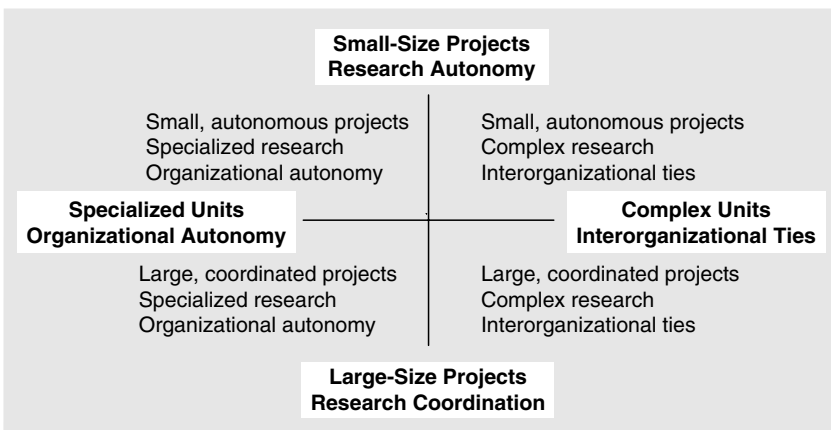 Small-Size Projects
Research Autonomy
Small, autonomous projects
Specialized research
Organizational autonomy
Small, autonomous projects
Complex research
Interorganizational ties
Specialized Units
Organizational Autonomy
Complex Units
Interorganizational Ties
Large, coordinated projects
Specialized research
Organizational autonomy
Large, coordinated projects
Complex research
Interorganizational ties
Large-Size Projects
Research Coordination